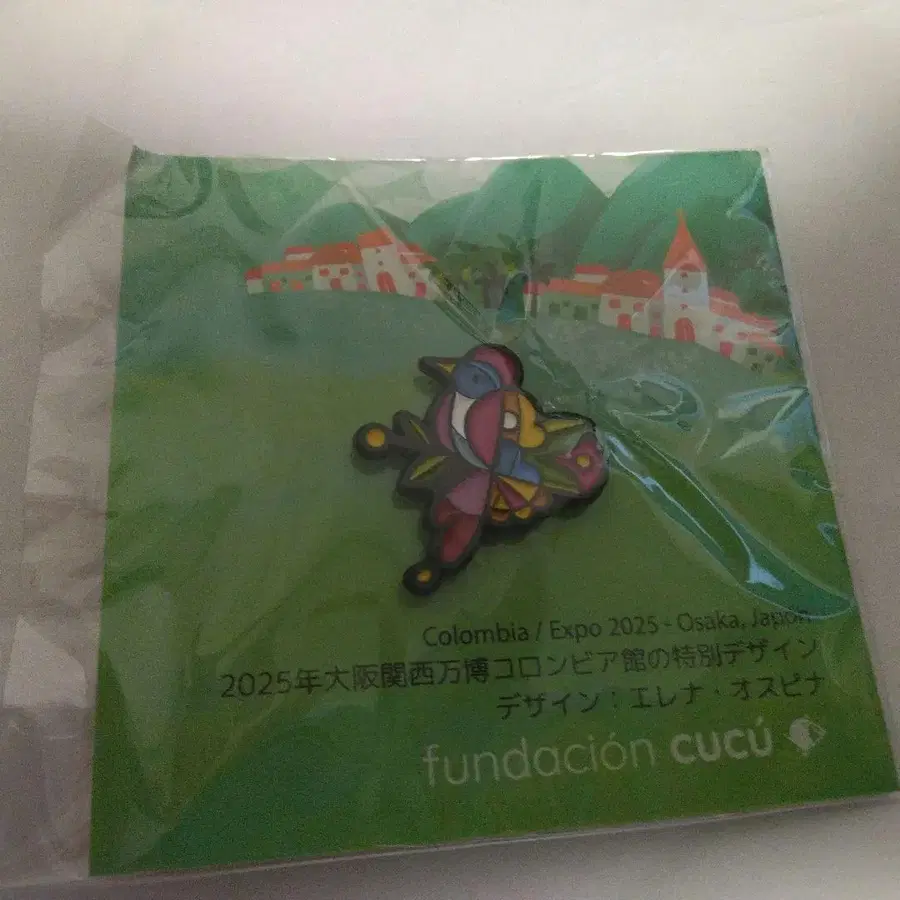 Colombia / Expo 2025 - Osaka, Japón
2025年大阪関西万博コロンビア館の特別デザイン
デザイン：エレナ・オスピナ
fundación cucú